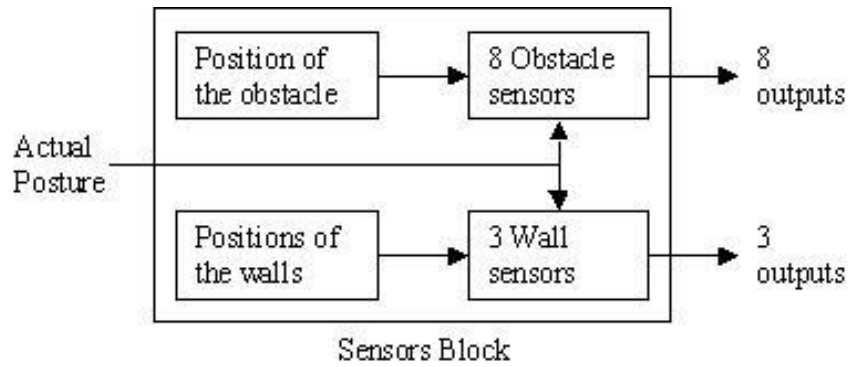 Position of
the obstacle
8 Obstacle
sensors
8
outputs
Actual
Posture
Positions of
the walls
3 Wall
sensors
3
outputs
Sensors Block